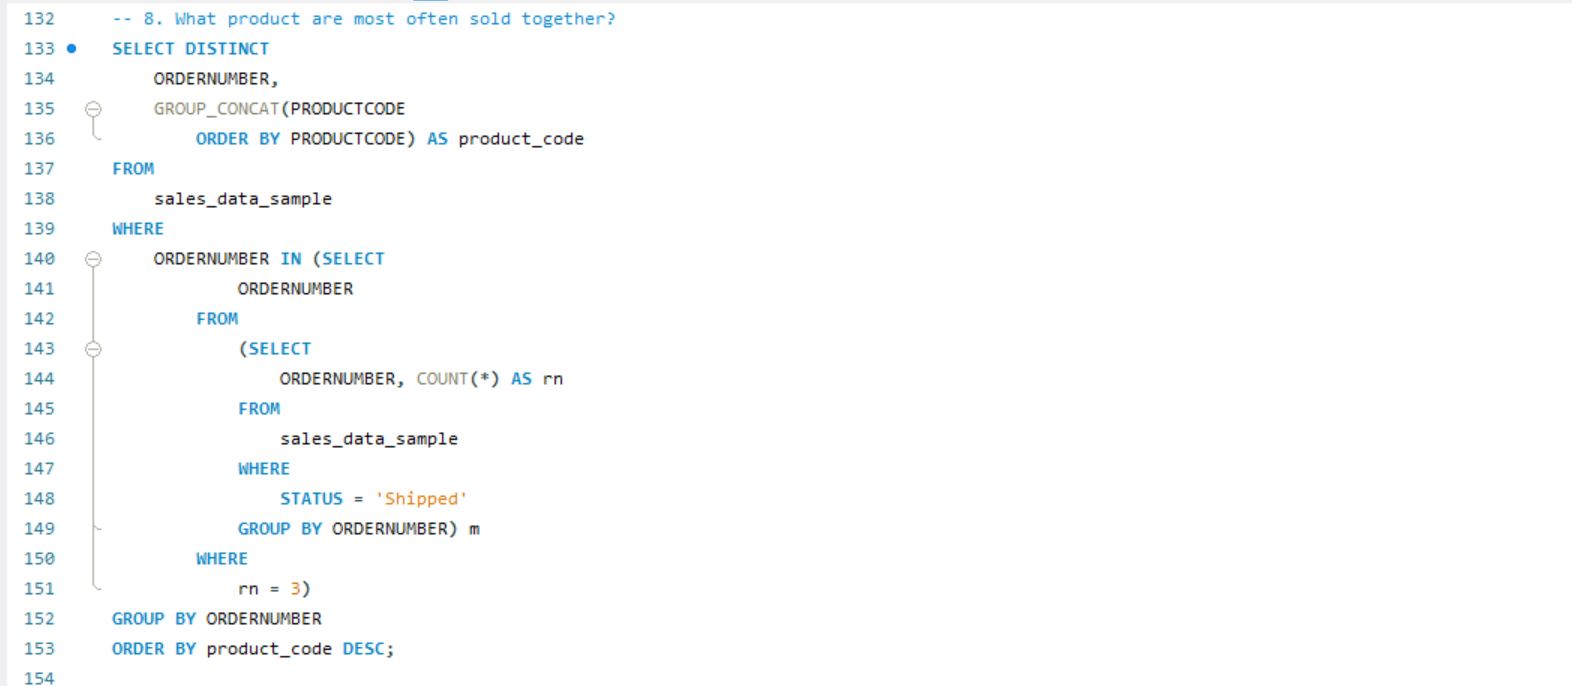 132 -- 8. What product are most often sold together?
133 SELECT DISTINCT
134 ORDERNUMBER,
135 GROUP_CONCAT(PRODUCTCODE
136 ORDER BY PRODUCTCODE) AS product_code
137 FROM
138 sales_data_sample
139 WHERE
140 ORDERNUMBER IN (SELECT
141 ORDERNUMBER
142 FROM
143 (SELECT
144 ORDERNUMBER, COUNT(*) AS rn
145 FROM
146 sales_data_sample
147 WHERE
148 STATUS = 'Shipped'
149 GROUP BY ORDERNUMBER) m
150 WHERE
151 rn = 3)
152 GROUP BY ORDERNUMBER
153 ORDER BY product_code DESC;
154